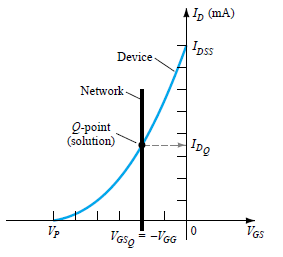 I_D (mA)
I_DSS
Device
Network
Q-point
(solution)
I_DQ
V_P
V_GSQ = –V_GG
0
V_GS